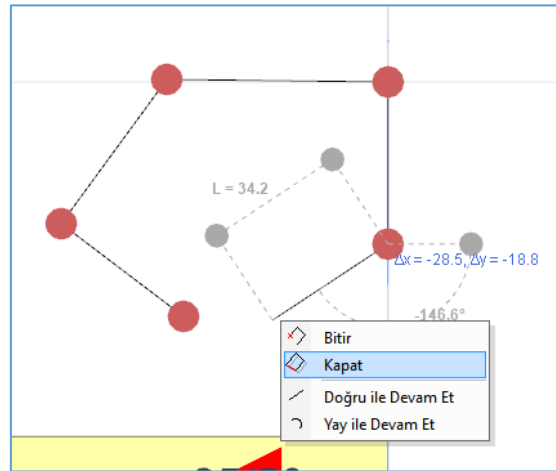 L = 34.2
Δx = -28.5, Δy = -18.8
-146.6°
Bitir
Kapat
Doğru ile Devam Et
Yay ile Devam Et